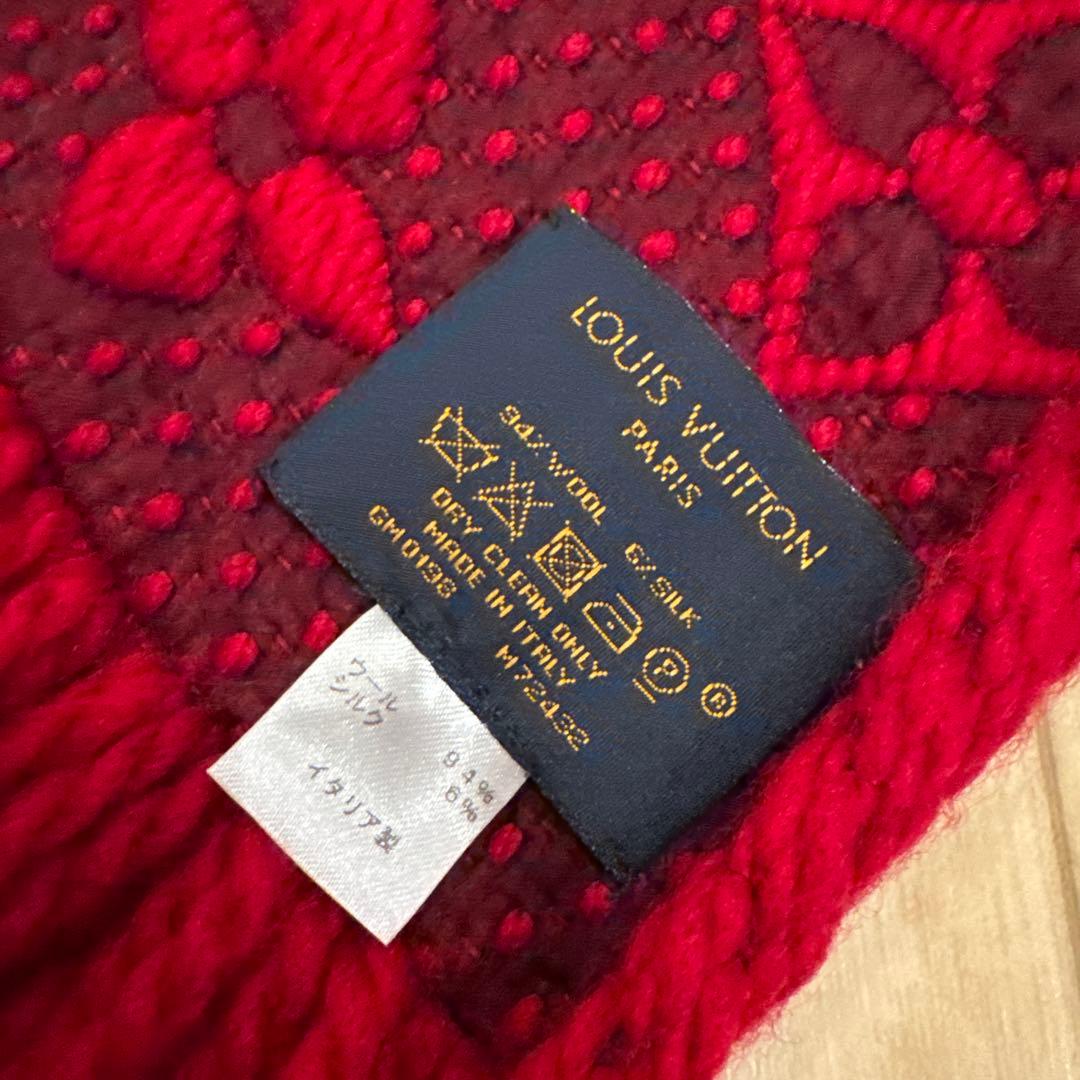 LOUIS VUITTON
PARIS
94% WOOL 6% SILK
P ®
DRY CLEAN ONLY
MADE IN ITALY
GM0198 M72432
ウール 94%
シルク 6%
イタリア製